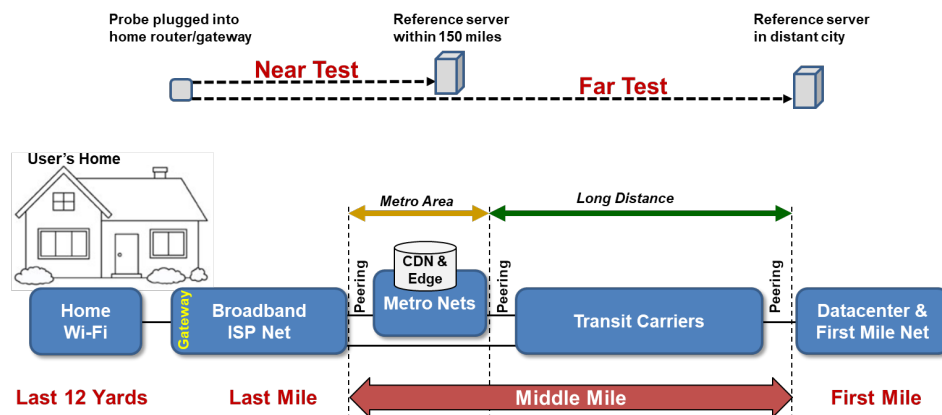 Probe plugged into
home router/gateway
Reference server
within 150 miles
Reference server
in distant city
Near Test
Far Test
User's Home
Metro Area
Long Distance
CDN &
Edge
Peering
Metro Nets
Peering
Peering
Home
Wi-Fi
Gateway
Broadband
ISP Net
Transit Carriers
Datacenter &
First Mile Net
Last 12 Yards
Last Mile
Middle Mile
First Mile